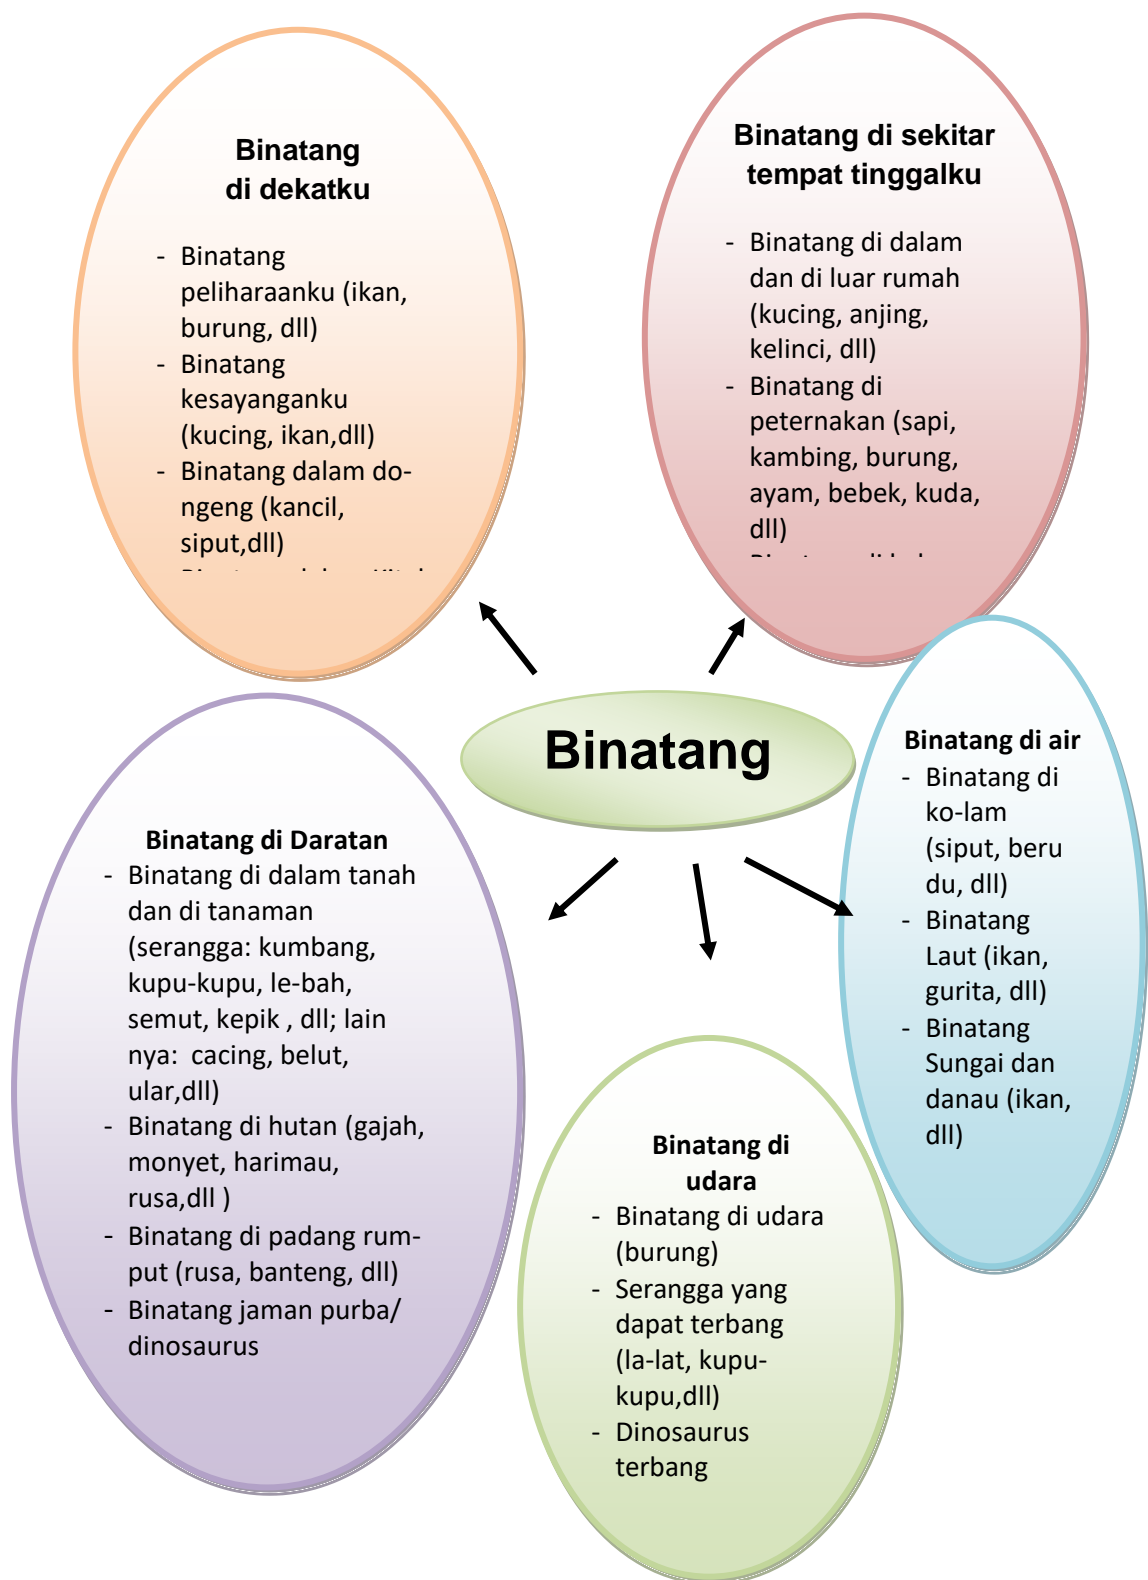 Binatang
di dekatku
- Binatang
peliharaanku (ikan,
burung, dll)
- Binatang
kesayanganku
(kucing, ikan,dll)
- Binatang dalam do-
ngeng (kancil,
siput,dll)
Binatang di sekitar
tempat tinggalku
- Binatang di dalam
dan di luar rumah
(kucing, anjing,
kelinci, dll)
- Binatang di
peternakan (sapi,
kambing, burung,
ayam, bebek, kuda,
dll)
Binatang
Binatang di air
- Binatang di
ko-lam
(siput, beru
du, dll)
- Binatang
Laut (ikan,
gurita, dll)
- Binatang
Sungai dan
danau (ikan,
dll)
Binatang di Daratan
- Binatang di dalam tanah
dan di tanaman
(serangga: kumbang,
kupu-kupu, le-bah,
semut, kepik , dll; lain
nya: cacing, belut,
ular,dll)
- Binatang di hutan (gajah,
monyet, harimau,
rusa,dll )
- Binatang di padang rum-
put (rusa, banteng, dll)
- Binatang jaman purba/
dinosaurus
Binatang di
udara
- Binatang di udara
(burung)
- Serangga yang
dapat terbang
(la-lat, kupu-
kupu,dll)
- Dinosaurus
terbang